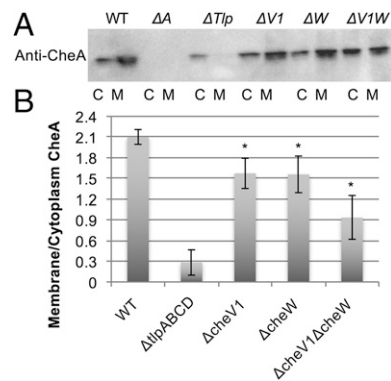 A
WT ΔA ΔTlp ΔV1 ΔW ΔV1W
Anti-CheA
C M C M C M C M C M C M
B
Membrane/Cytoplasm CheA
2.4
2.1
1.8
1.5
1.2
0.9
0.6
0.3
0
* * *
WT
ΔtlpABCD
ΔcheV1
ΔcheW
ΔcheV1ΔcheW